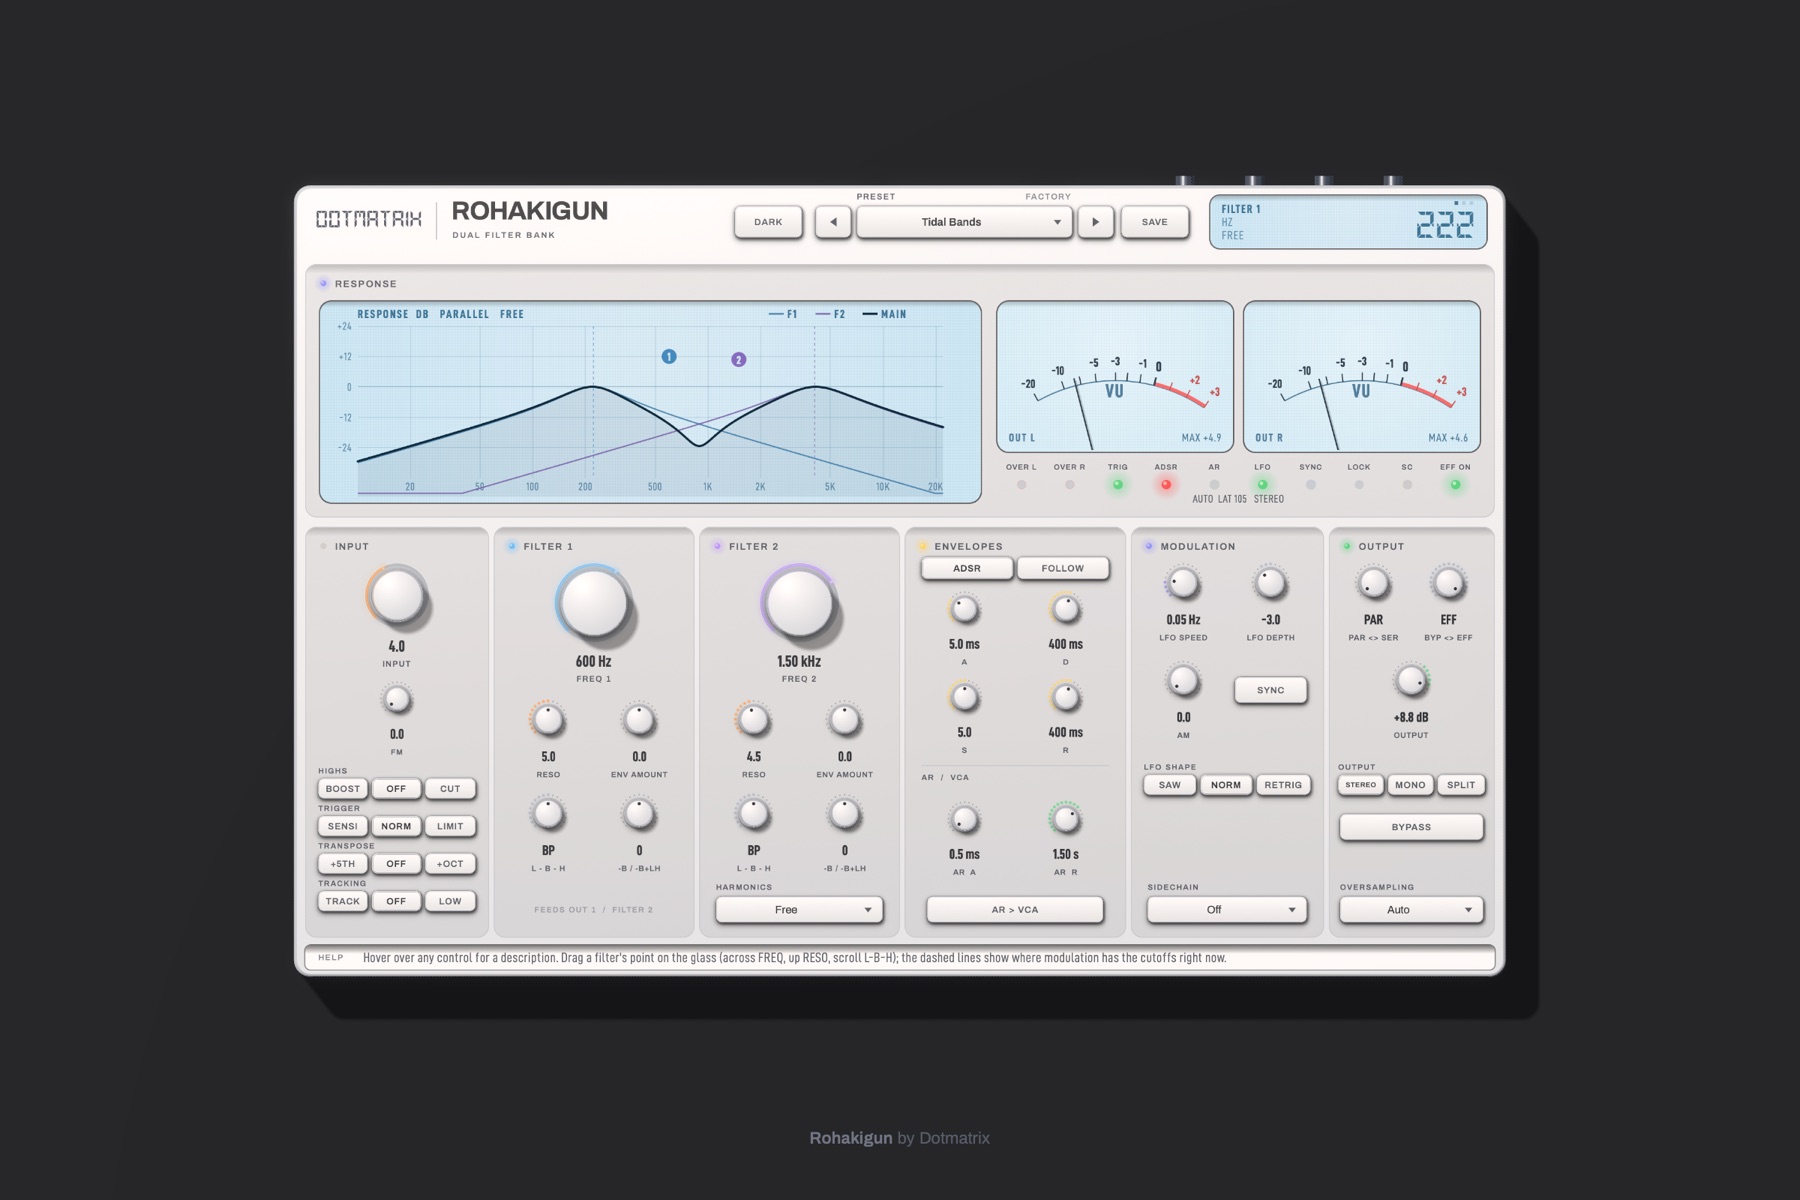 DOTMATRIX
ROHAKIGUN
DUAL FILTER BANK
PRESET FACTORY
DARK Tidal Bands SAVE
FILTER 1
HZ
FREE
222
RESPONSE
RESPONSE DB PARALLEL FREE F1 F2 MAIN
+24
+12
0
-12
-24
1 2
20 50 100 200 500 1K 2K 5K 10K 20K
-20 -10 -5 -3 -1 0 +2 +3
VU
OUT L MAX +4.9
-20 -10 -5 -3 -1 0 +2 +3
VU
OUT R MAX +4.6
OVER L OVER R TRIG ADSR AR LFO SYNC LOCK SC EFF ON
AUTO LAT 105 STEREO
INPUT
4.0
INPUT
0.0
FM
HIGHS
BOOST OFF CUT
TRIGGER
SENSI NORM LIMIT
TRANSPOSE
+5TH OFF +OCT
TRACKING
TRACK OFF LOW
FILTER 1
600 Hz
FREQ 1
5.0 0.0
RESO ENV AMOUNT
BP 0
L - B - H -B / -B+LH
FEEDS OUT 1 / FILTER 2
FILTER 2
1.50 kHz
FREQ 2
4.5 0.0
RESO ENV AMOUNT
BP 0
L - B - H -B / -B+LH
HARMONICS
Free
ENVELOPES
ADSR FOLLOW
5.0 ms 400 ms
A D
5.0 400 ms
S R
AR / VCA
0.5 ms 1.50 s
AR A AR R
AR > VCA
MODULATION
0.05 Hz -3.0
LFO SPEED LFO DEPTH
SYNC
0.0
AM
LFO SHAPE
SAW NORM RETRIG
SIDECHAIN
Off
OUTPUT
PAR EFF
PAR <> SER BYP <> EFF
+8.8 dB
OUTPUT
OUTPUT
STEREO MONO SPLIT
BYPASS
OVERSAMPLING
Auto
HELP Hover over any control for a description. Drag a filter's point on the glass (across FREQ, up RESO, scroll L-B-H); the dashed lines show where modulation has the cutoffs right now.
Rohakigun by Dotmatrix